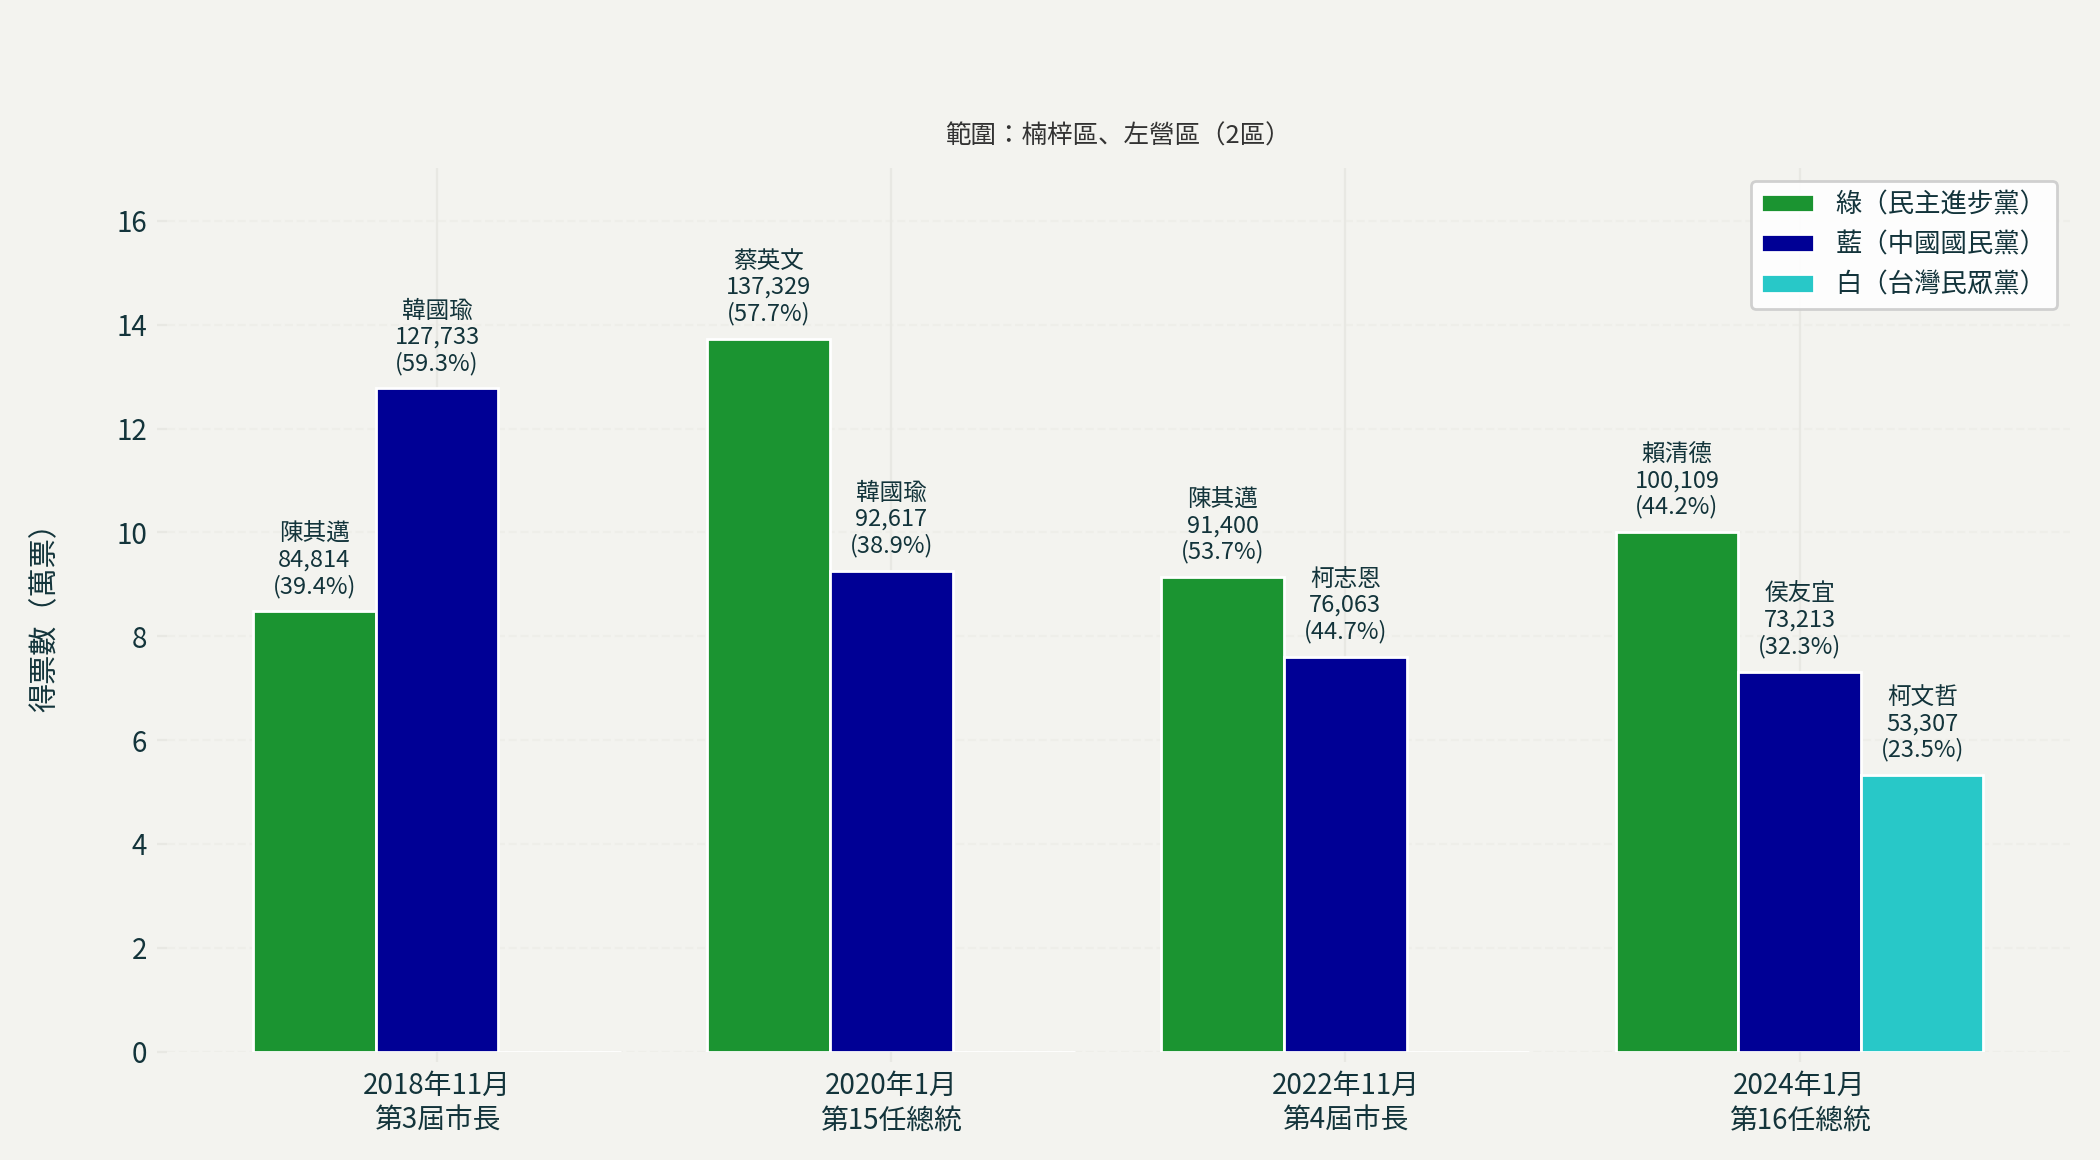 範圍：楠梓區、左營區（2區）
綠（民主進步黨）
藍（中國國民黨）
白（台灣民眾黨）
得票數（萬票）
16
14
12
10
8
6
4
2
0
陳其邁
84,814
(39.4%)
韓國瑜
127,733
(59.3%)
蔡英文
137,329
(57.7%)
韓國瑜
92,617
(38.9%)
陳其邁
91,400
(53.7%)
柯志恩
76,063
(44.7%)
賴清德
100,109
(44.2%)
侯友宜
73,213
(32.3%)
柯文哲
53,307
(23.5%)
2018年11月
第3屆市長
2020年1月
第15任總統
2022年11月
第4屆市長
2024年1月
第16任總統